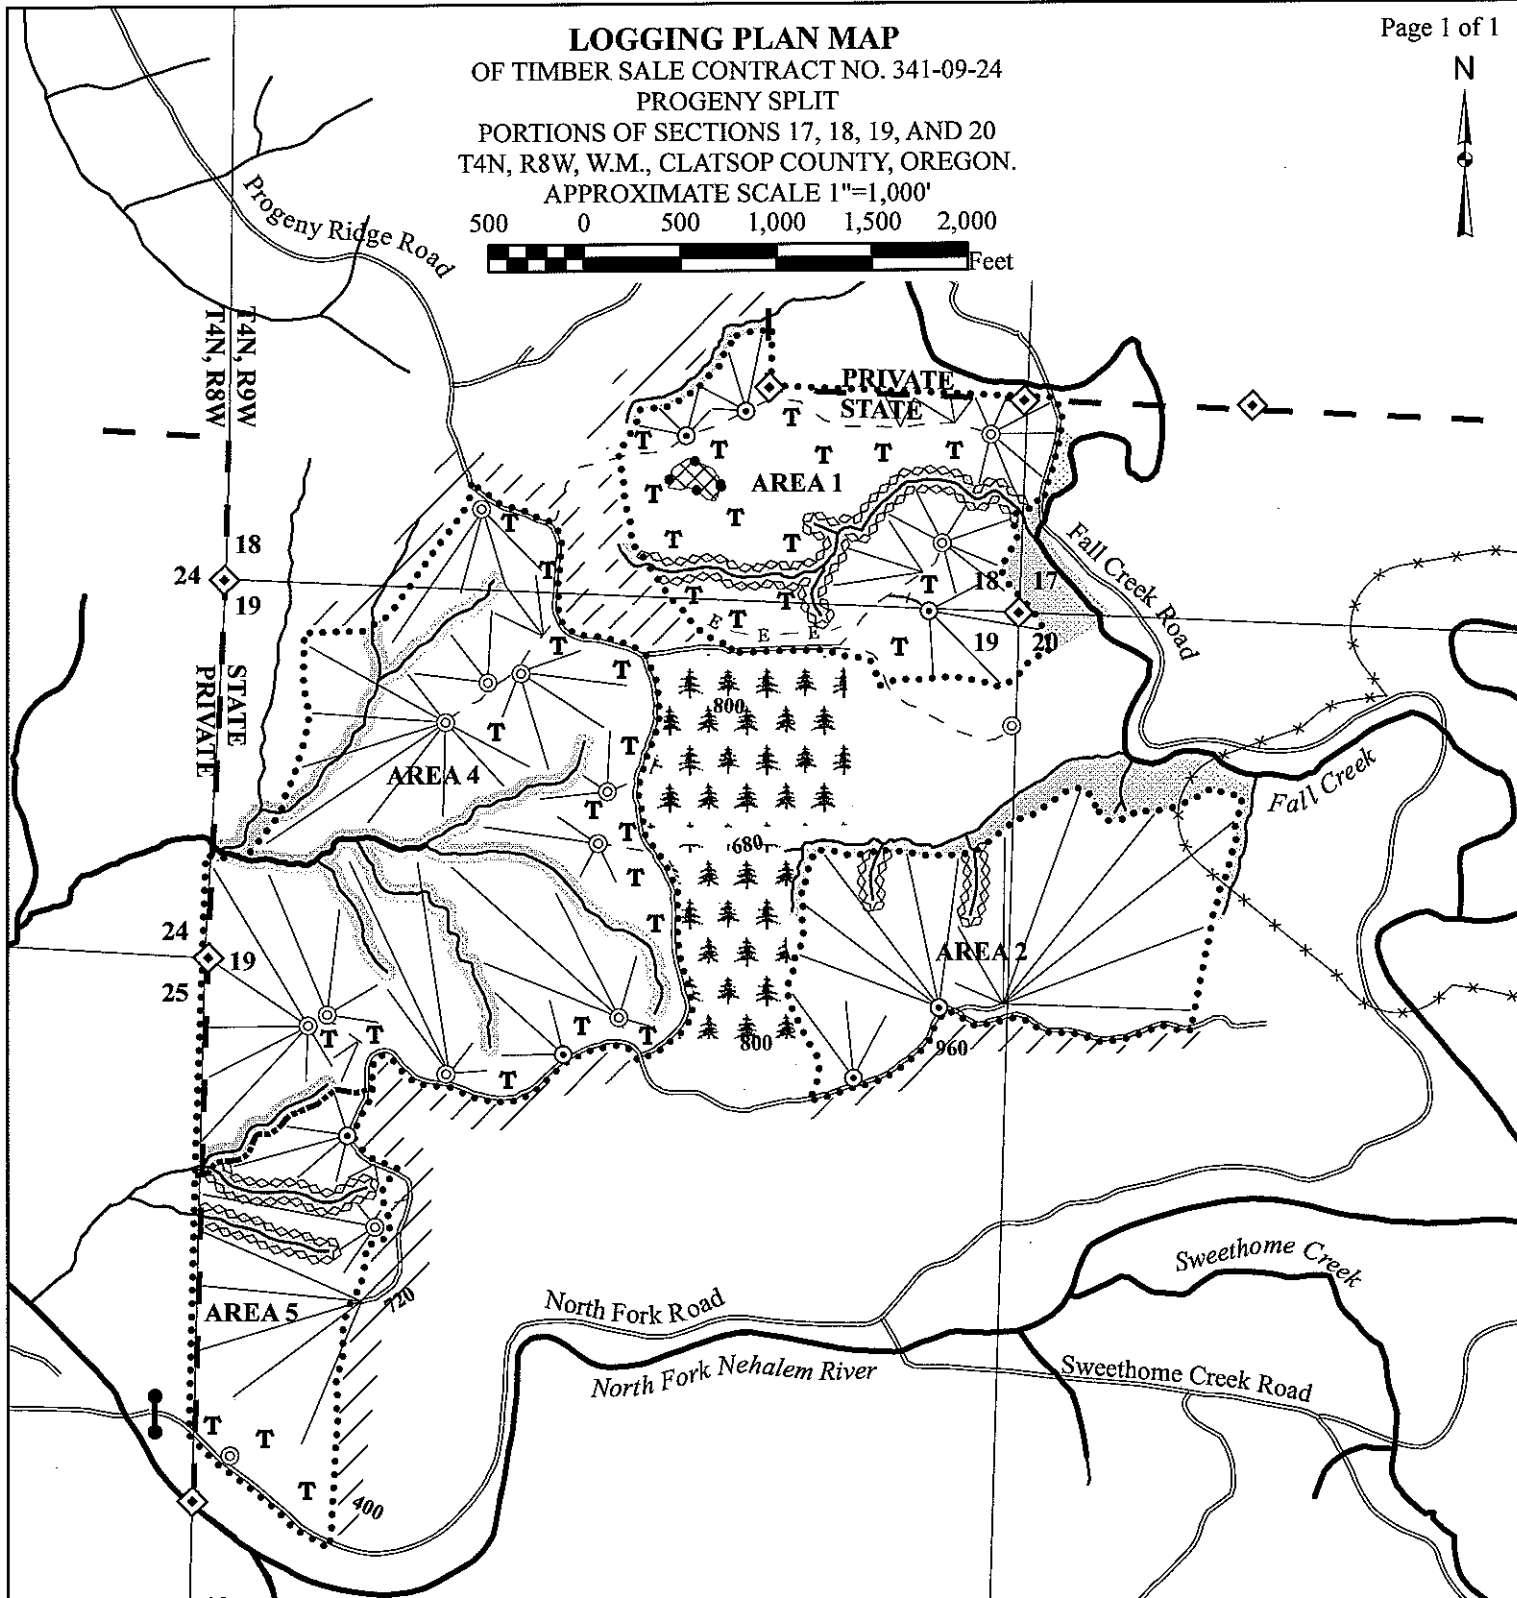 Page 1 of 1
LOGGING PLAN MAP
OF TIMBER SALE CONTRACT NO. 341-09-24
PROGENY SPLIT
PORTIONS OF SECTIONS 17, 18, 19, AND 20
T4N, R8W, W.M., CLATSOP COUNTY, OREGON.
APPROXIMATE SCALE 1"=1,000'
500 0 500 1,000 1,500 2,000
Feet
N
Progeny Ridge Road
T4N, R9W
T4N, R8W
PRIVATE
STATE
T
T
T
T
T
T
AREA 1
T
T
T
T
T
T
Fall Creek Road
18
24
19
T
18
17
T
T
T
E E E
T
19
20
T
T
STATE
PRIVATE
800
T
T
AREA 4
T
T
680
Fall Creek
T
T
24
19
25
AREA 2
T
T
T
T
800
960
T
AREA 5
720
North Fork Road
North Fork Nehalem River
Sweethome Creek
Sweethome Creek Road
T
T
T
400